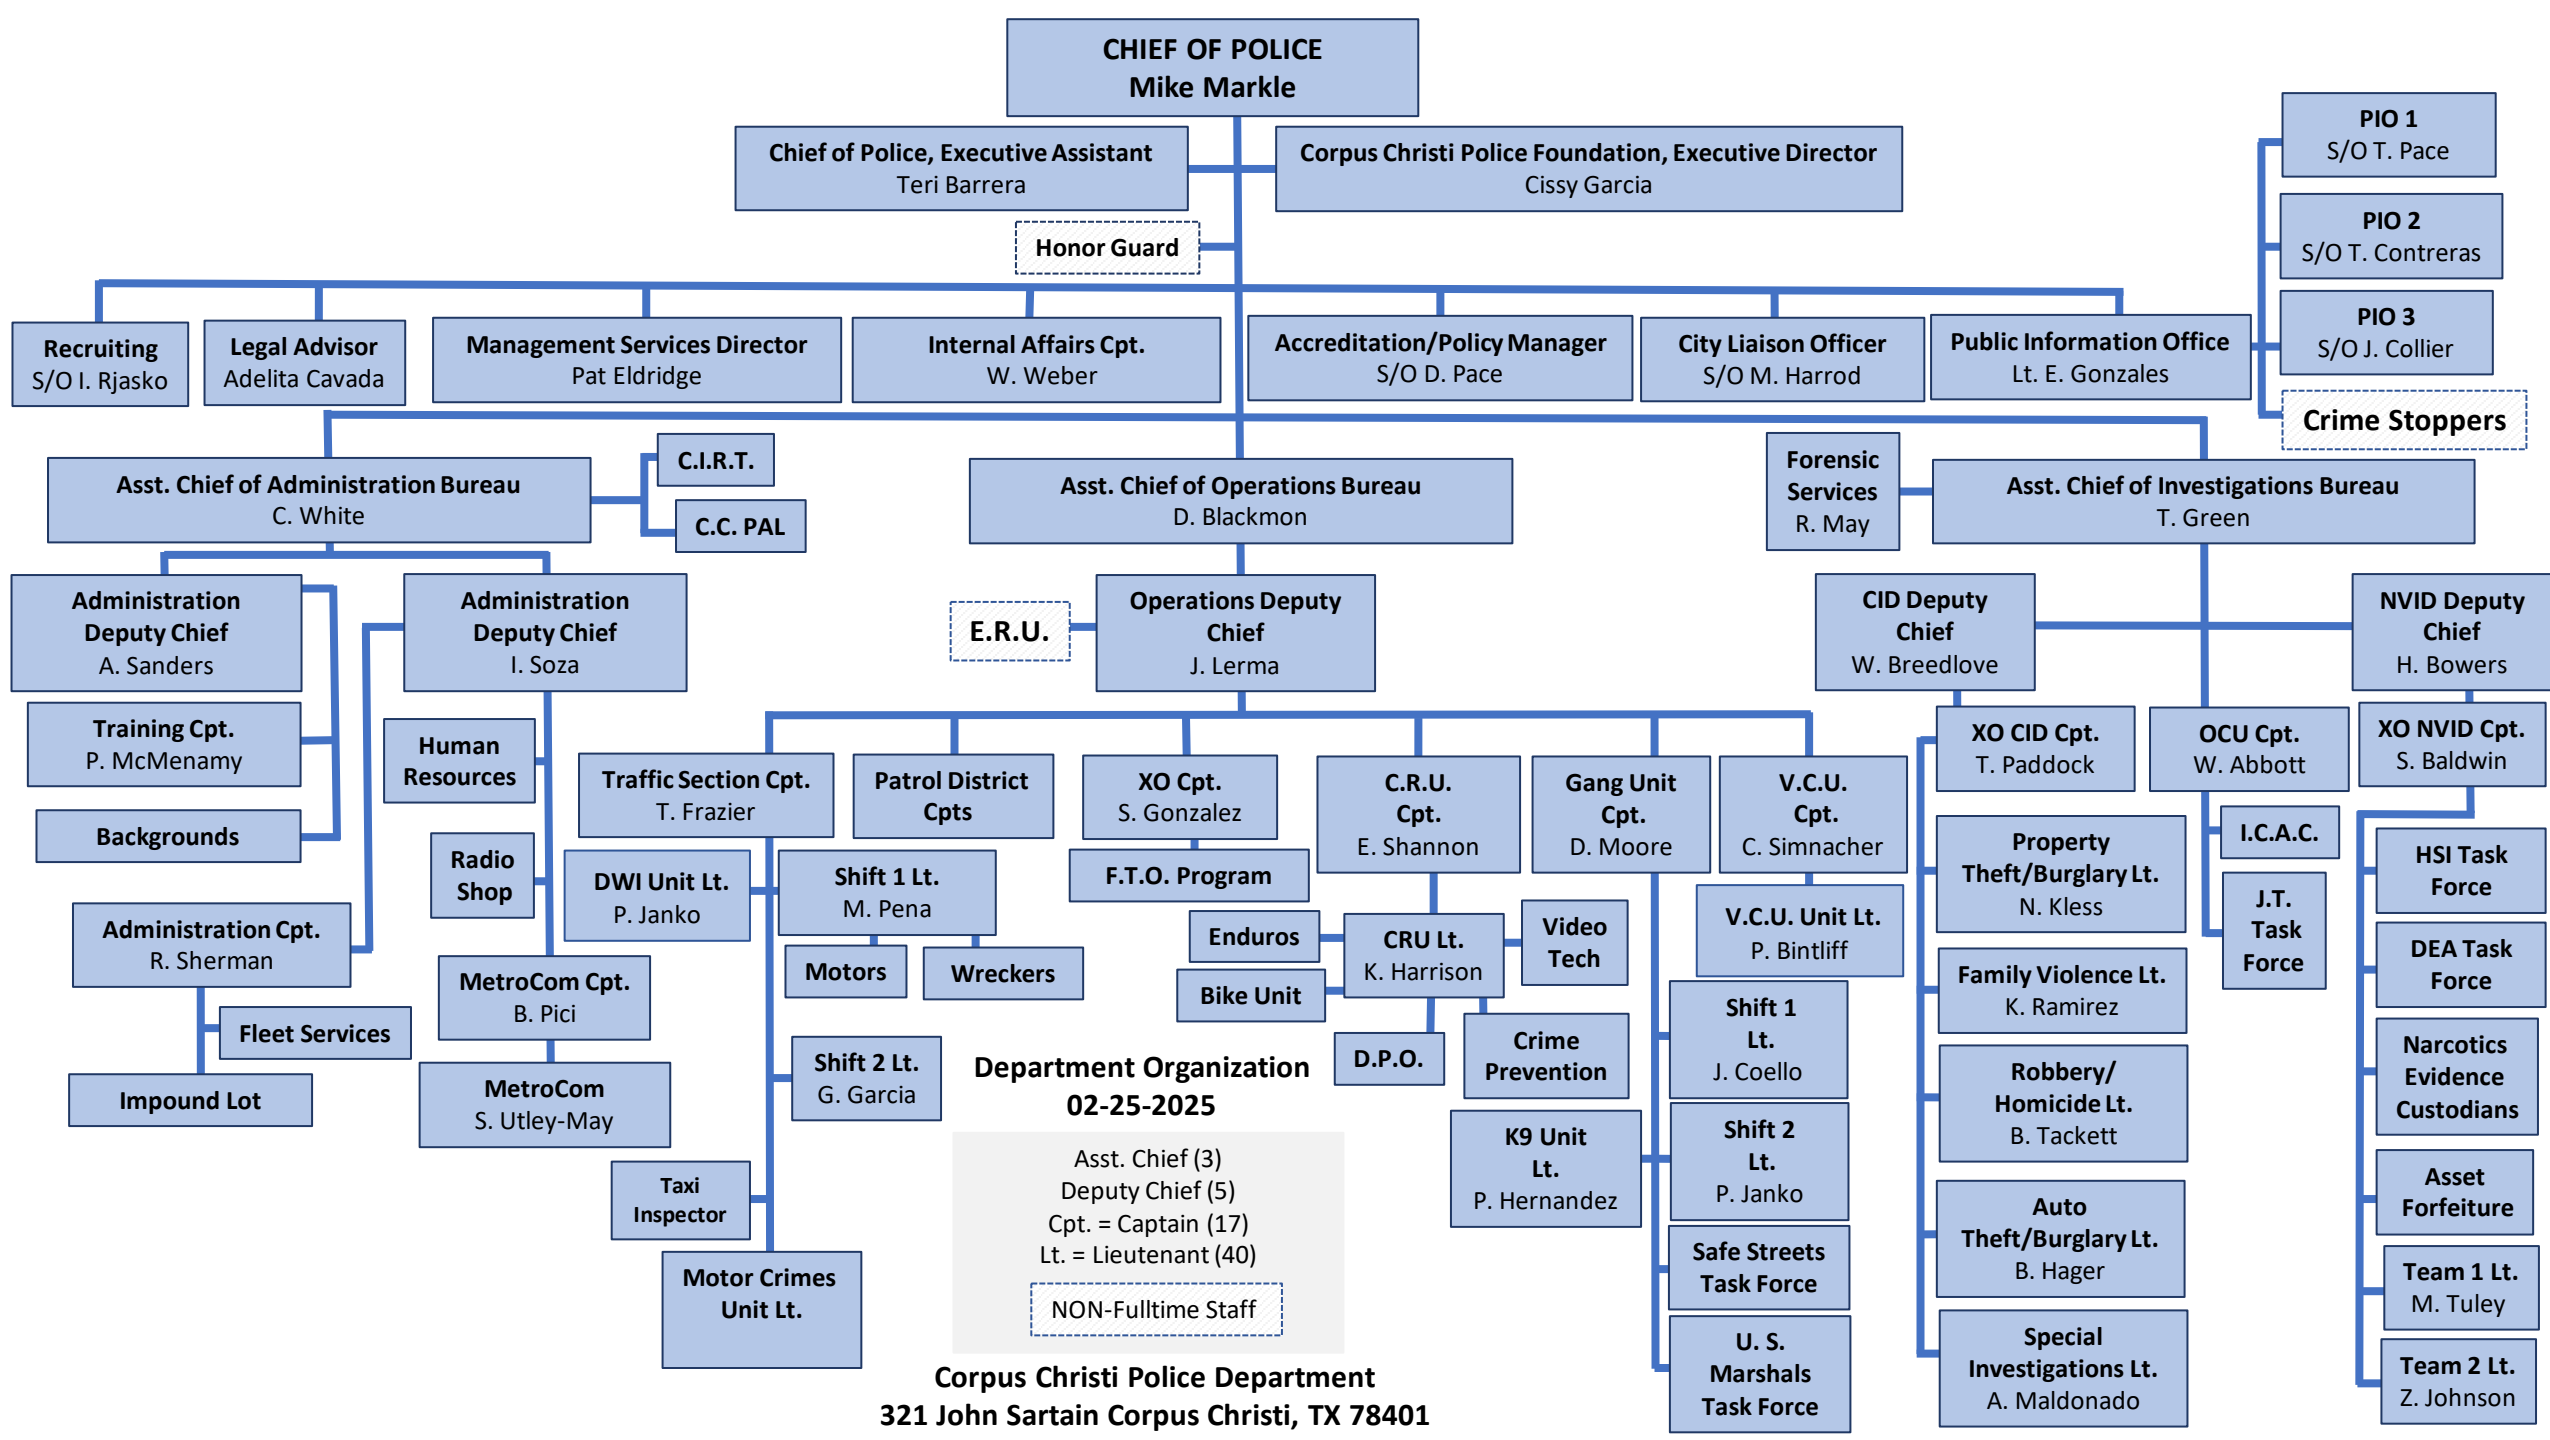 CHIEF OF POLICE
Mike Markle
Chief of Police, Executive Assistant
Teri Barrera
Corpus Christi Police Foundation, Executive Director
Cissy Garcia
Honor Guard
PIO 1
S/O T. Pace
PIO 2
S/O T. Contreras
PIO 3
S/O J. Collier
Crime Stoppers
Recruiting
S/O I. Rjasko
Legal Advisor
Adelita Cavada
Management Services Director
Pat Eldridge
Internal Affairs Cpt.
W. Weber
Accreditation/Policy Manager
S/O D. Pace
City Liaison Officer
S/O M. Harrod
Public Information Office
Lt. E. Gonzales
Asst. Chief of Administration Bureau
C. White
C.I.R.T.
C.C. PAL
Asst. Chief of Operations Bureau
D. Blackmon
Forensic
Services
R. May
Asst. Chief of Investigations Bureau
T. Green
Administration
Deputy Chief
A. Sanders
Training Cpt.
P. McMenamy
Backgrounds
Administration
Deputy Chief
I. Soza
Human
Resources
Radio
Shop
Administration Cpt.
R. Sherman
Fleet Services
Impound Lot
MetroCom Cpt.
B. Pici
MetroCom
S. Utley-May
E.R.U.
Operations Deputy
Chief
J. Lerma
Traffic Section Cpt.
T. Frazier
DWI Unit Lt.
P. Janko
Shift 1 Lt.
M. Pena
Motors
Wreckers
Shift 2 Lt.
G. Garcia
Taxi
Inspector
Motor Crimes
Unit Lt.
Patrol District
Cpts
XO Cpt.
S. Gonzalez
F.T.O. Program
C.R.U.
Cpt.
E. Shannon
Enduros
Bike Unit
CRU Lt.
K. Harrison
Video
Tech
D.P.O.
Crime
Prevention
Gang Unit
Cpt.
D. Moore
V.C.U.
Cpt.
C. Simnacher
V.C.U. Unit Lt.
P. Bintliff
Shift 1
Lt.
J. Coello
K9 Unit
Lt.
P. Hernandez
Shift 2
Lt.
P. Janko
Safe Streets
Task Force
U. S.
Marshals
Task Force
CID Deputy
Chief
W. Breedlove
XO CID Cpt.
T. Paddock
Property
Theft/Burglary Lt.
N. Kless
Family Violence Lt.
K. Ramirez
Robbery/
Homicide Lt.
B. Tackett
Auto
Theft/Burglary Lt.
B. Hager
Special
Investigations Lt.
A. Maldonado
OCU Cpt.
W. Abbott
I.C.A.C.
J.T.
Task
Force
NVID Deputy
Chief
H. Bowers
XO NVID Cpt.
S. Baldwin
HSI Task
Force
DEA Task
Force
Narcotics
Evidence
Custodians
Asset
Forfeiture
Team 1 Lt.
M. Tuley
Team 2 Lt.
Z. Johnson
Department Organization
02-25-2025
Asst. Chief (3)
Deputy Chief (5)
Cpt. = Captain (17)
Lt. = Lieutenant (40)
NON-Fulltime Staff
Corpus Christi Police Department
321 John Sartain Corpus Christi, TX 78401